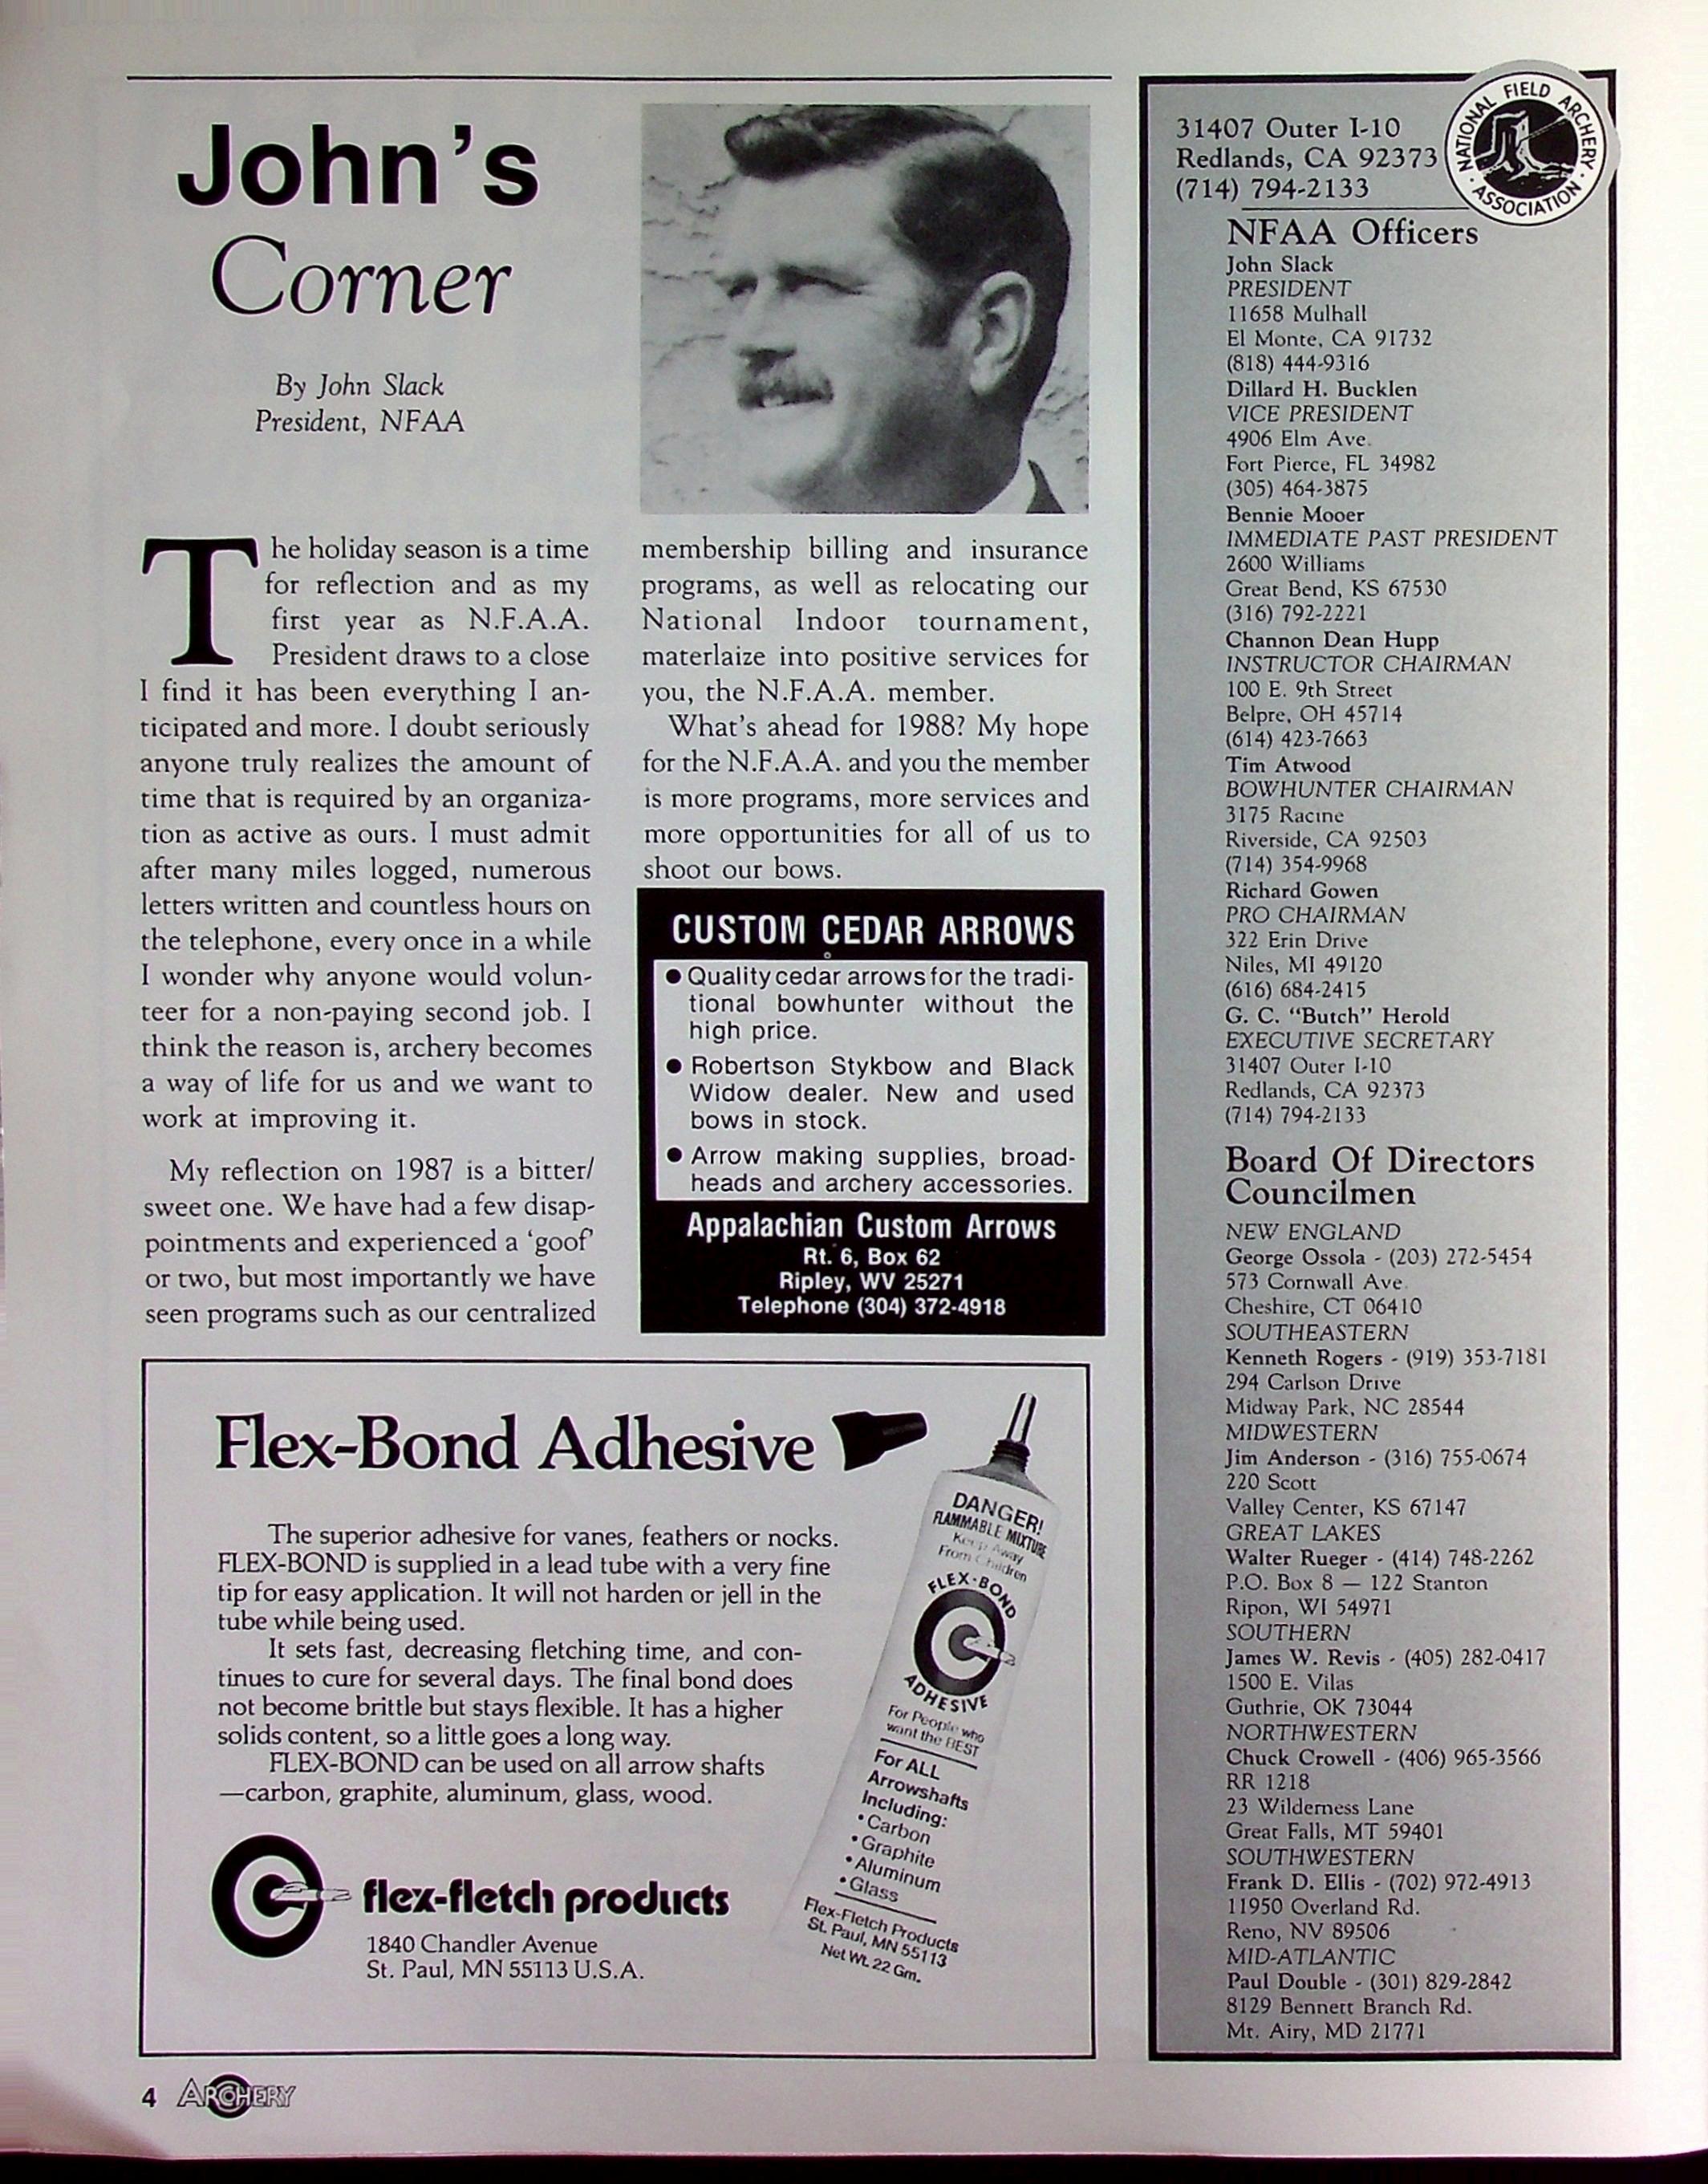 John's
Corner
By John Slack
President, NFAA
The holiday season is a time
for reflection and as my
first year as N.F.A.A.
President draws to a close
I find it has been everything I an-
ticipated and more. I doubt seriously
anyone truly realizes the amount of
time that is required by an organiza-
tion as active as ours. I must admit
after many miles logged, numerous
letters written and countless hours on
the telephone, every once in a while
I wonder why anyone would volun-
teer for a non-paying second job. I
think the reason is, archery becomes
a way of life for us and we want to
work at improving it.
My reflection on 1987 is a bitter/
sweet one. We have had a few disap-
pointments and experienced a 'goof'
or two, but most importantly we have
seen programs such as our centralized
membership billing and insurance
programs, as well as relocating our
National Indoor tournament,
materlaize into positive services for
you, the N.F.A.A. member.
What's ahead for 1988? My hope
for the N.F.A.A. and you the member
is more programs, more services and
more opportunities for all of us to
shoot our bows.
CUSTOM CEDAR ARROWS
● Quality cedar arrows for the tradi-
tional bowhunter without the
high price.
● Robertson Stykbow and Black
Widow dealer. New and used
bows in stock.
● Arrow making supplies, broad-
heads and archery accessories.
Appalachian Custom Arrows
Rt. 6, Box 62
Ripley, WV 25271
Telephone (304) 372-4918
Flex-Bond Adhesive
The superior adhesive for vanes, feathers or nocks.
FLEX-BOND is supplied in a lead tube with a very fine
tip for easy application. It will not harden or jell in the
tube while being used.
It sets fast, decreasing fletching time, and con-
tinues to cure for several days. The final bond does
not become brittle but stays flexible. It has a higher
solids content, so a little goes a long way.
FLEX-BOND can be used on all arrow shafts
—carbon, graphite, aluminum, glass, wood.
flex-fletch products
1840 Chandler Avenue
St. Paul, MN 55113 U.S.A.
DANGER!
FLAMMABLE MIXTURE
Keep Away
From Children
FLEX-BOND
ADHESIVE
For People who
want the BEST
For ALL
Arrowshafts
Including:
• Carbon
• Graphite
• Aluminum
• Glass
Flex-Fletch Products
St. Paul, MN 55113
Net Wt. 22 Gm.
31407 Outer I-10
Redlands, CA 92373
(714) 794-2133
NATIONAL FIELD ARCHERY
· ASSOCIATION ·
NFAA Officers
John Slack
PRESIDENT
11658 Mulhall
El Monte, CA 91732
(818) 444-9316
Dillard H. Bucklen
VICE PRESIDENT
4906 Elm Ave.
Fort Pierce, FL 34982
(305) 464-3875
Bennie Mooer
IMMEDIATE PAST PRESIDENT
2600 Williams
Great Bend, KS 67530
(316) 792-2221
Channon Dean Hupp
INSTRUCTOR CHAIRMAN
100 E. 9th Street
Belpre, OH 45714
(614) 423-7663
Tim Atwood
BOWHUNTER CHAIRMAN
3175 Racine
Riverside, CA 92503
(714) 354-9968
Richard Gowen
PRO CHAIRMAN
322 Erin Drive
Niles, MI 49120
(616) 684-2415
G. C. "Butch" Herold
EXECUTIVE SECRETARY
31407 Outer I-10
Redlands, CA 92373
(714) 794-2133
Board Of Directors
Councilmen
NEW ENGLAND
George Ossola - (203) 272-5454
573 Cornwall Ave.
Cheshire, CT 06410
SOUTHEASTERN
Kenneth Rogers - (919) 353-7181
294 Carlson Drive
Midway Park, NC 28544
MIDWESTERN
Jim Anderson - (316) 755-0674
220 Scott
Valley Center, KS 67147
GREAT LAKES
Walter Rueger - (414) 748-2262
P.O. Box 8 — 122 Stanton
Ripon, WI 54971
SOUTHERN
James W. Revis - (405) 282-0417
1500 E. Vilas
Guthrie, OK 73044
NORTHWESTERN
Chuck Crowell - (406) 965-3566
RR 1218
23 Wilderness Lane
Great Falls, MT 59401
SOUTHWESTERN
Frank D. Ellis - (702) 972-4913
11950 Overland Rd.
Reno, NV 89506
MID-ATLANTIC
Paul Double - (301) 829-2842
8129 Bennett Branch Rd.
Mt. Airy, MD 21771
4 ARCHERY